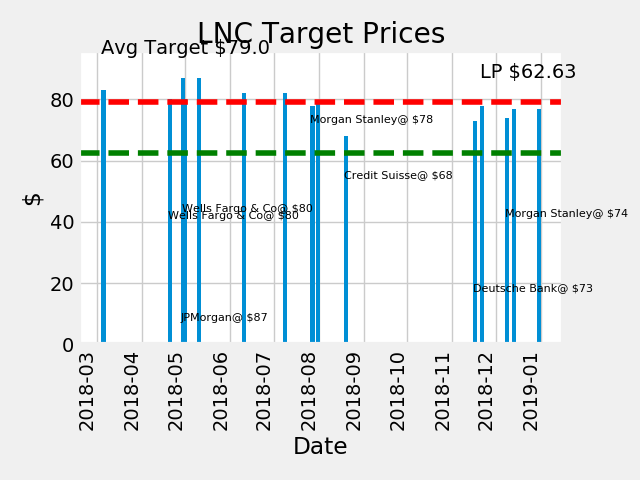 LNC Target Prices
Avg Target $79.0
LP $62.63
80
Morgan Stanley@ $78
60
Credit Suisse@ $68
Wells Fargo & Co@ $80
Wells Fargo & Co@ $80
Morgan Stanley@ $74
40
$
20
Deutsche Bank@ $73
JPMorgan@ $87
0
2018-03
2018-04
2018-05
2018-06
2018-07
2018-08
2018-09
2018-10
2018-11
2018-12
2019-01
Date